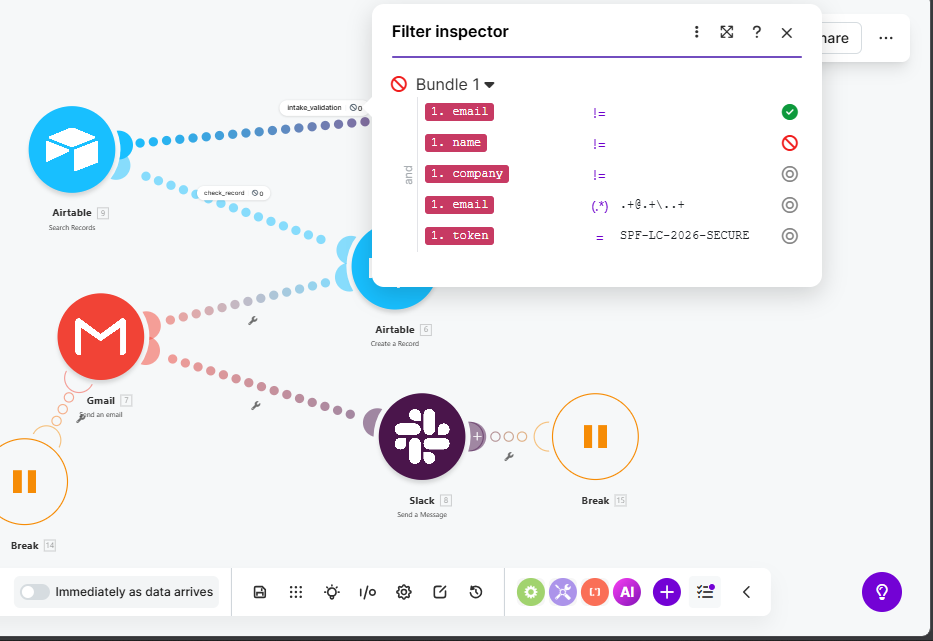 Filter inspector
?
hare
Bundle 1
intake_validation 0
1. email !=
1. name !=
and
1. company !=
1. email (.*) .+@.+\..+
1. token = SPF-LC-2026-SECURE
check_record 0
Airtable 9
Search Records
Airtable 6
Create a Record
Gmail 7
Send an email
Slack 8
Send a Message
Break 15
Break 14
Immediately as data arrives
I/o
AI